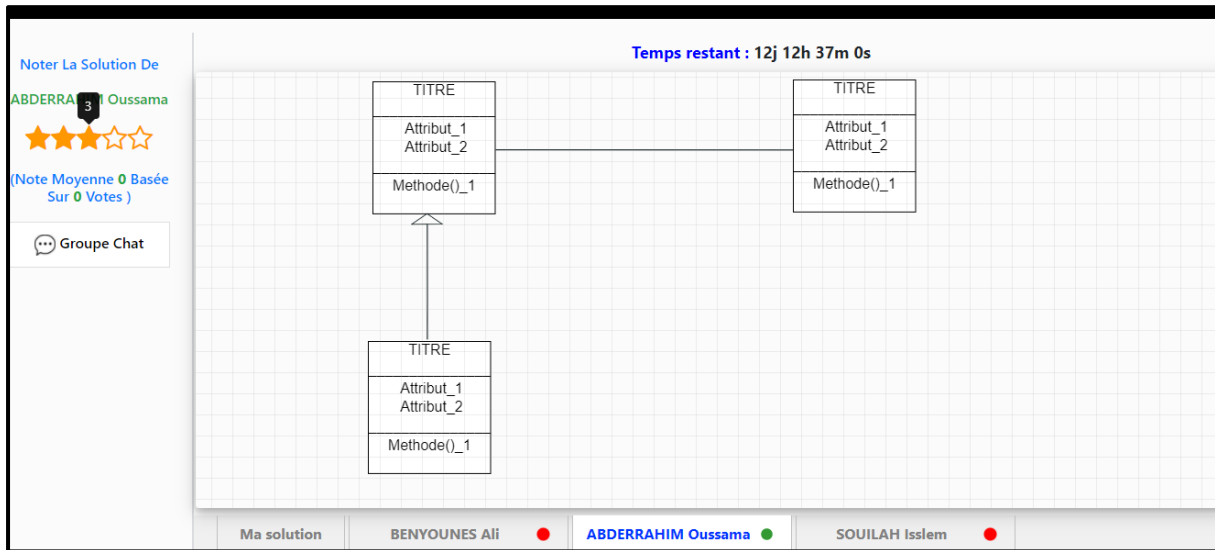 Temps restant : 12j 12h 37m 0s
Noter La Solution De
ABDERRAHIM Oussama
3
(Note Moyenne 0 Basée
Sur 0 Votes )
Groupe Chat
TITRE
Attribut_1
Attribut_2
Methode()_1
TITRE
Attribut_1
Attribut_2
Methode()_1
TITRE
Attribut_1
Attribut_2
Methode()_1
Ma solution
BENYOUNES Ali
ABDERRAHIM Oussama
SOUILAH Isslem